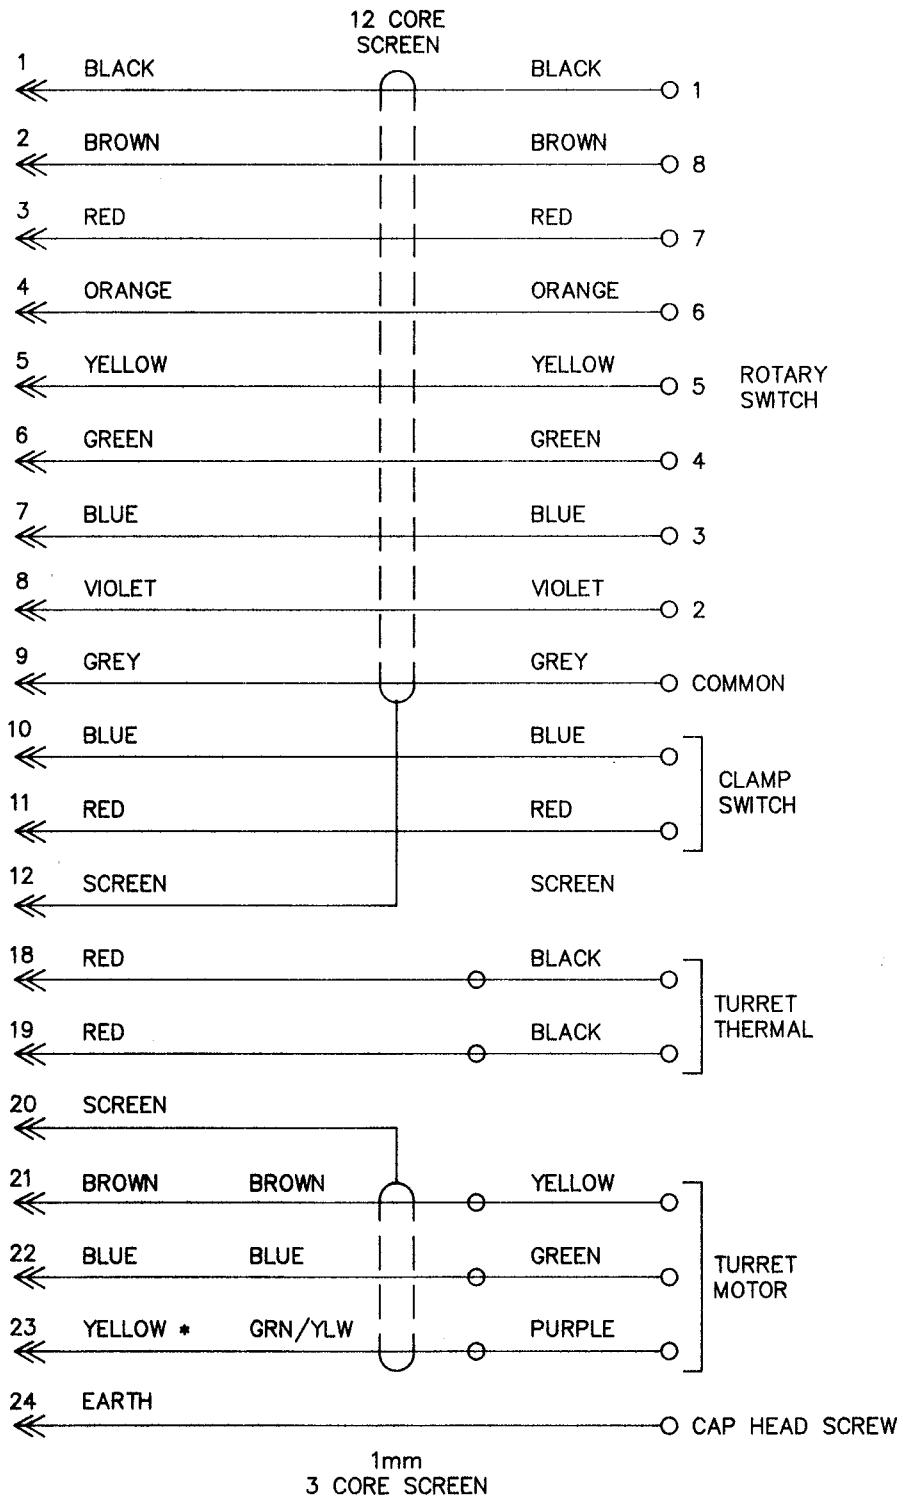 12 CORE
SCREEN
1 BLACK BLACK 1
2 BROWN BROWN 8
3 RED RED 7
4 ORANGE ORANGE 6
5 YELLOW YELLOW 5
ROTARY
SWITCH
6 GREEN GREEN 4
7 BLUE BLUE 3
8 VIOLET VIOLET 2
9 GREY GREY COMMON
10 BLUE BLUE
CLAMP
SWITCH
11 RED RED
12 SCREEN SCREEN
18 RED BLACK
TURRET
THERMAL
19 RED BLACK
20 SCREEN
21 BROWN BROWN YELLOW
22 BLUE BLUE GREEN
TURRET
MOTOR
23 YELLOW * GRN/YLW PURPLE
24 EARTH CAP HEAD SCREW
1mm
3 CORE SCREEN